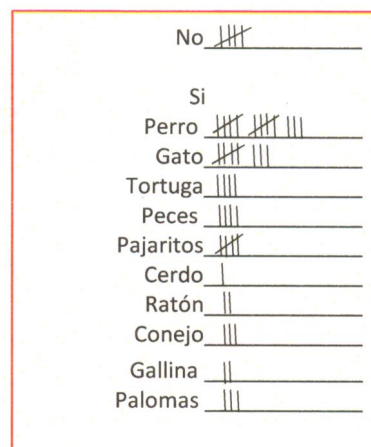 No
Si
Perro
Gato
Tortuga
Peces
Pajaritos
Cerdo
Ratón
Conejo
Gallina
Palomas